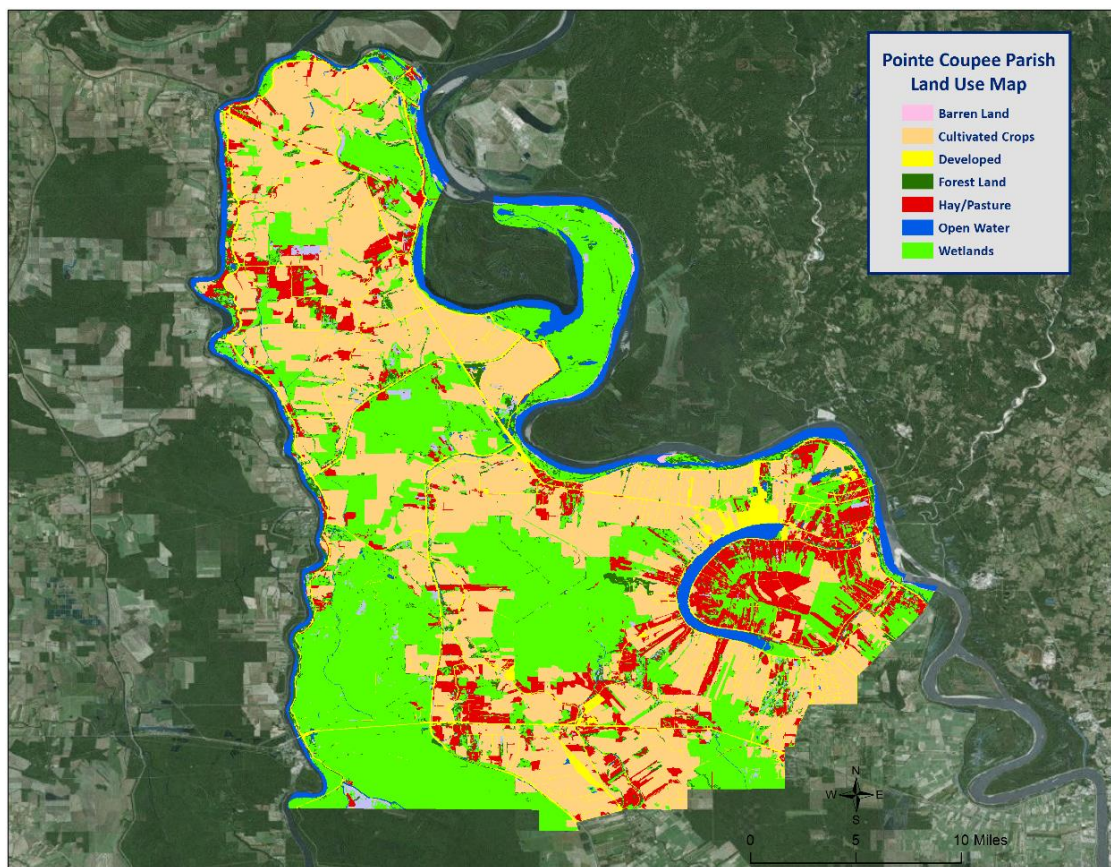 Pointe Coupee Parish
Land Use Map
Barren Land
Cultivated Crops
Developed
Forest Land
Hay/Pasture
Open Water
Wetlands
N
W E
S
0 5 10 Miles